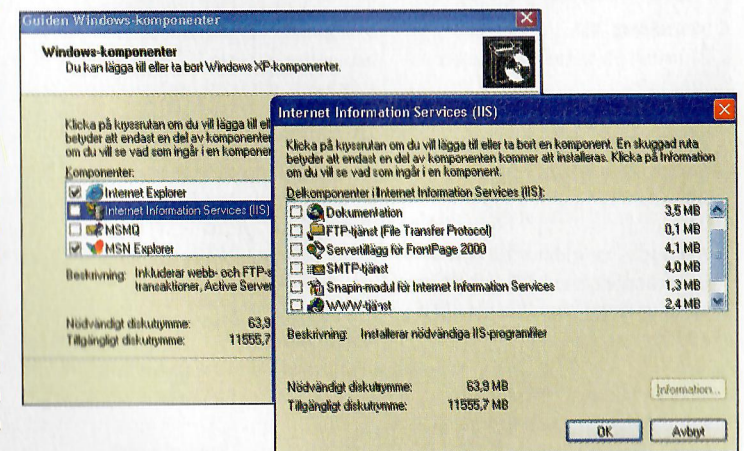 Guiden Windows-komponenter
Windows-komponenter
Du kan lägga till eller ta bort Windows XP-komponenter.
Klicka på kryssrutan om du vill lägga till ell
betyder att endast en del av komponenter
om du vill se vad som ingår i en komponer
Komponenter:
Internet Explorer
Internet Information Services (IIS)
MSMQ
MSN Explorer
Beskrivning: Inkluderar webb- och FTP-s
transaktioner, Active Server
Nödvändigt diskutrymme: 63,9
Tillgängligt diskutrymme: 11555,7
Internet Information Services (IIS)
Klicka på kryssrutan om du vill lägga till eller ta bort en komponent. En skuggad ruta
betyder att endast en del av komponenten kommer att installeras. Klicka på Information
om du vill se vad som ingår i en komponent.
Delkomponenter i Internet Information Services (IIS):
Dokumentation 3,5 MB
FTP-tjänst (File Transfer Protocol) 0,1 MB
Servertillägg för FrontPage 2000 4,1 MB
SMTP-tjänst 4,0 MB
Snapin-modul för Internet Information Services 1,3 MB
WWW-tjänst 2,4 MB
Beskrivning: Installerar nödvändiga IIS-programfiler
Nödvändigt diskutrymme: 63,9 MB
Tillgängligt diskutrymme: 11555,7 MB
Information...
OK Avbryt